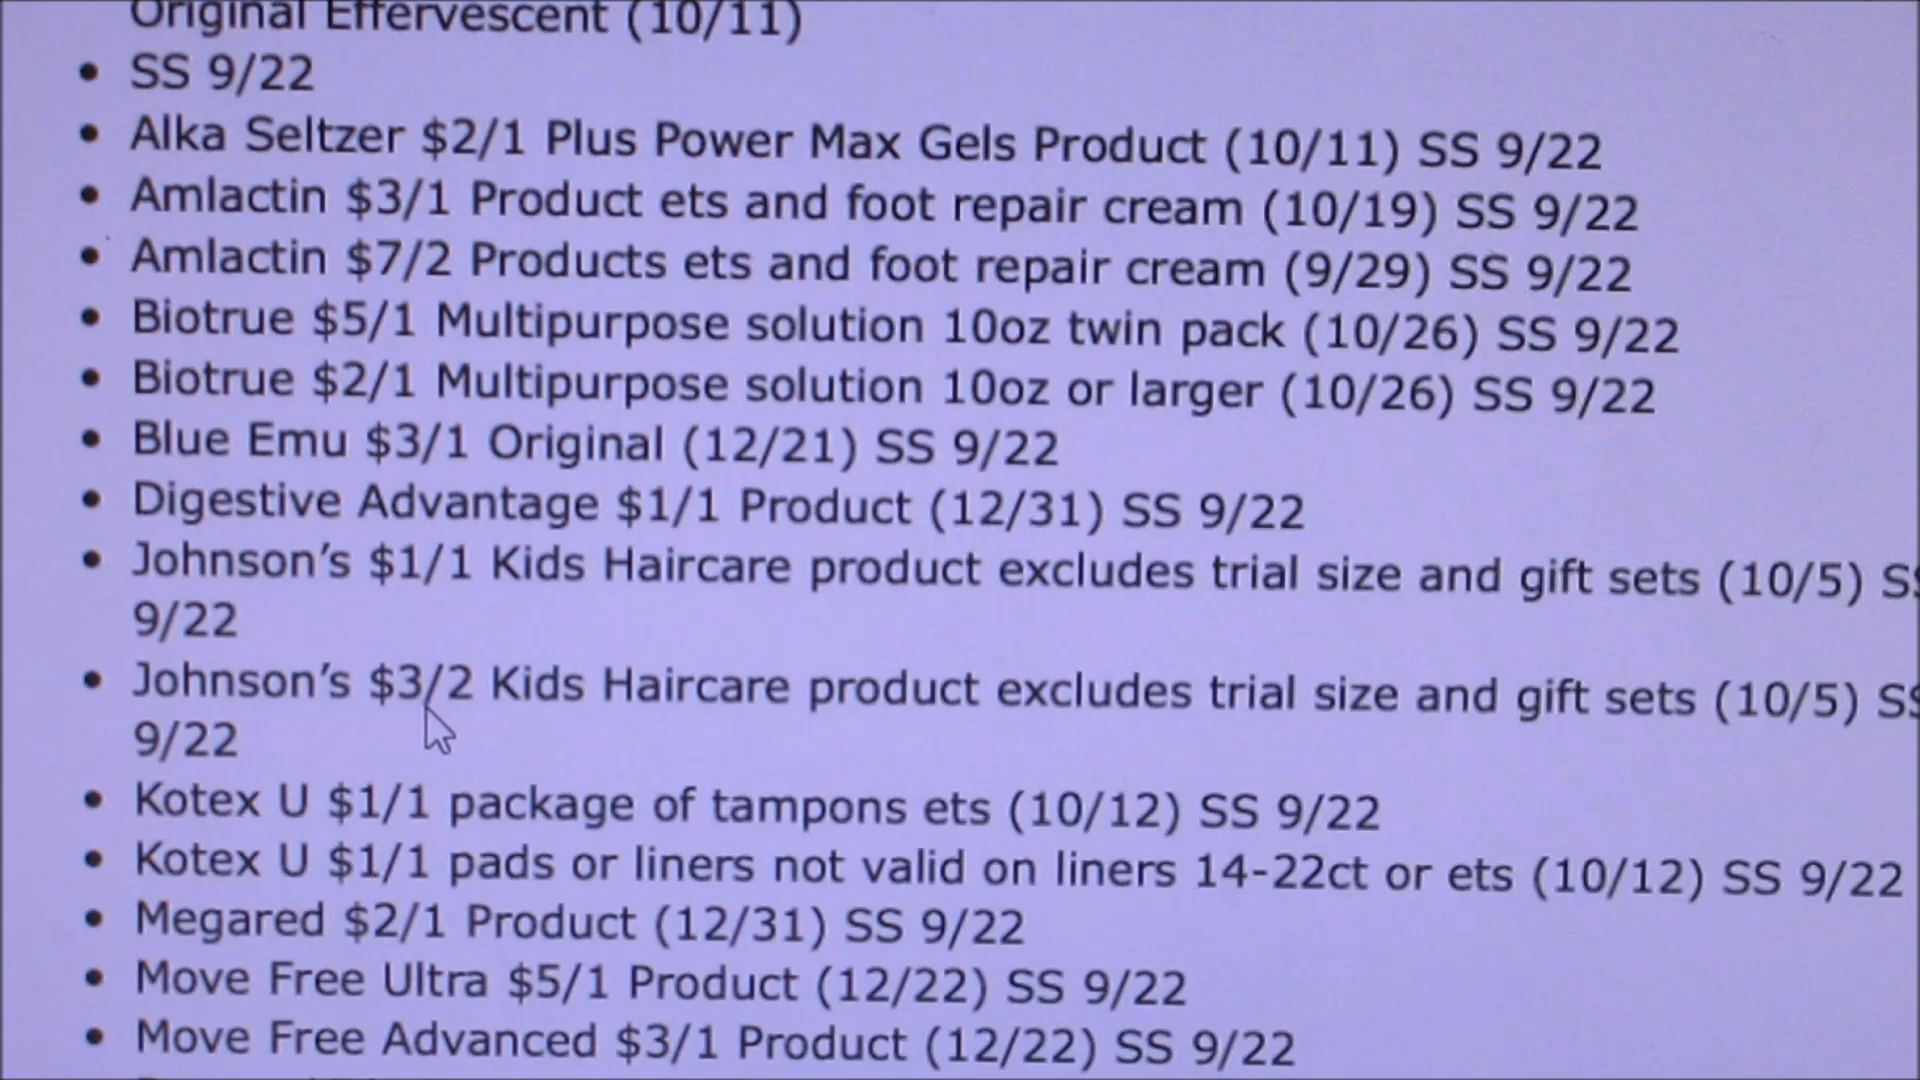 Original Effervescent (10/11)
• SS 9/22
• Alka Seltzer $2/1 Plus Power Max Gels Product (10/11) SS 9/22
• Amlactin $3/1 Product ets and foot repair cream (10/19) SS 9/22
• Amlactin $7/2 Products ets and foot repair cream (9/29) SS 9/22
• Biotrue $5/1 Multipurpose solution 10oz twin pack (10/26) SS 9/22
• Biotrue $2/1 Multipurpose solution 10oz or larger (10/26) SS 9/22
• Blue Emu $3/1 Original (12/21) SS 9/22
• Digestive Advantage $1/1 Product (12/31) SS 9/22
• Johnson’s $1/1 Kids Haircare product excludes trial size and gift sets (10/5) SS
9/22
• Johnson’s $3/2 Kids Haircare product excludes trial size and gift sets (10/5) SS
9/22
• Kotex U $1/1 package of tampons ets (10/12) SS 9/22
• Kotex U $1/1 pads or liners not valid on liners 14-22ct or ets (10/12) SS 9/22
• Megared $2/1 Product (12/31) SS 9/22
• Move Free Ultra $5/1 Product (12/22) SS 9/22
• Move Free Advanced $3/1 Product (12/22) SS 9/22